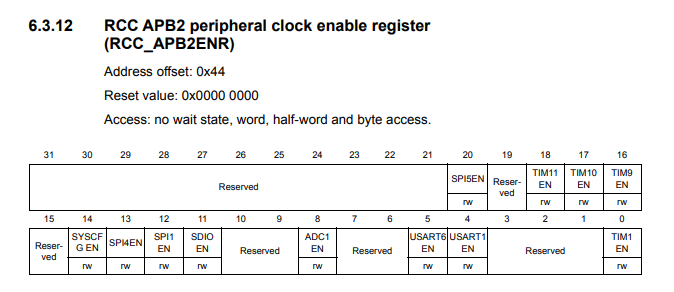 6.3.12 RCC APB2 peripheral clock enable register
(RCC_APB2ENR)
Address offset: 0x44
Reset value: 0x0000 0000
Access: no wait state, word, half-word and byte access.
31 30 29 28 27 26 25 24 23 22 21 20 19 18 17 16
Reserved SPI5EN Reser-ved TIM11 EN TIM10 EN TIM9 EN
rw rw rw rw
15 14 13 12 11 10 9 8 7 6 5 4 3 2 1 0
Reser-ved SYSCFG EN SPI4EN SPI1 EN SDIO EN Reserved ADC1 EN Reserved USART6 EN USART1 EN Reserved TIM1 EN
rw rw rw rw rw rw rw rw